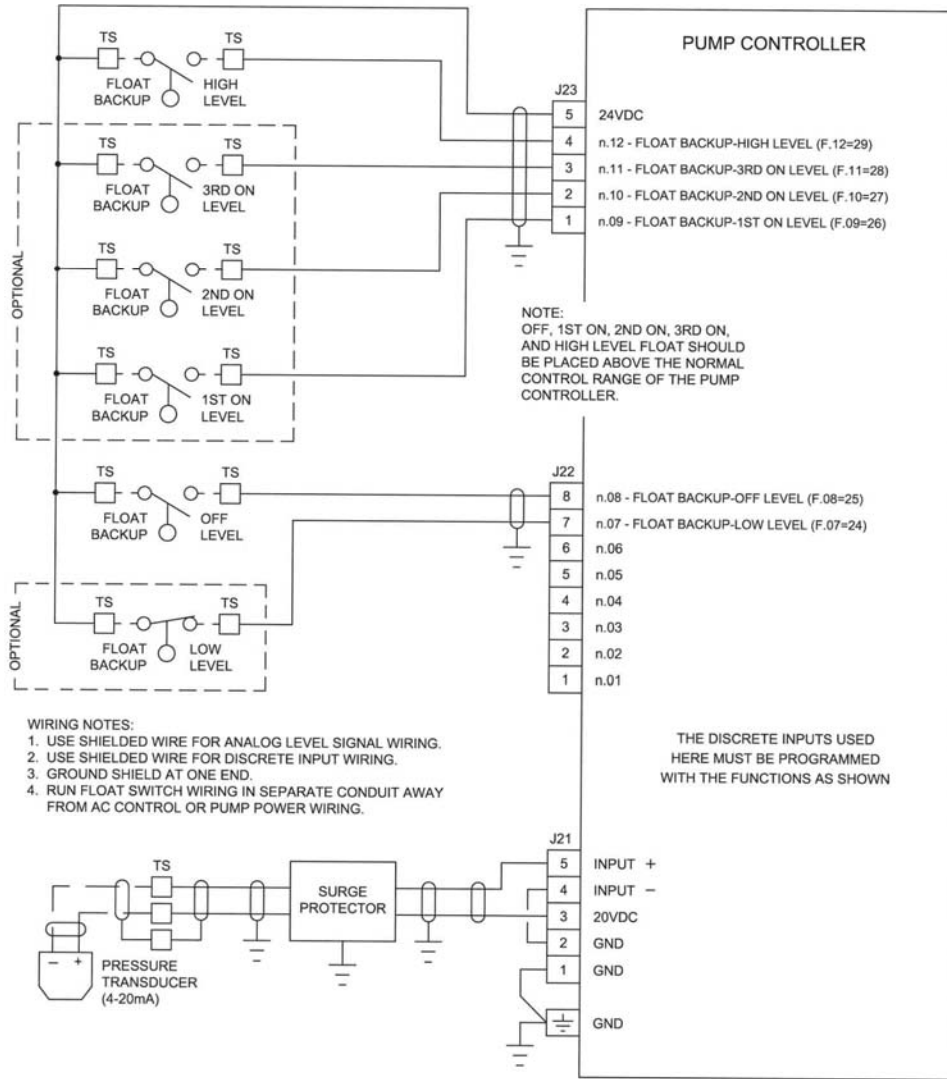 PUMP CONTROLLER
TS TS
FLOAT BACKUP HIGH LEVEL
J23
5 24VDC
4 n.12 - FLOAT BACKUP-HIGH LEVEL (F.12=29)
3 n.11 - FLOAT BACKUP-3RD ON LEVEL (F.11=28)
2 n.10 - FLOAT BACKUP-2ND ON LEVEL (F.10=27)
1 n.09 - FLOAT BACKUP-1ST ON LEVEL (F.09=26)
OPTIONAL
TS TS
FLOAT BACKUP 3RD ON LEVEL
TS TS
FLOAT BACKUP 2ND ON LEVEL
TS TS
FLOAT BACKUP 1ST ON LEVEL
NOTE:
OFF, 1ST ON, 2ND ON, 3RD ON,
AND HIGH LEVEL FLOAT SHOULD
BE PLACED ABOVE THE NORMAL
CONTROL RANGE OF THE PUMP
CONTROLLER.
TS TS
FLOAT BACKUP OFF LEVEL
J22
8 n.08 - FLOAT BACKUP-OFF LEVEL (F.08=25)
7 n.07 - FLOAT BACKUP-LOW LEVEL (F.07=24)
6 n.06
5 n.05
4 n.04
3 n.03
2 n.02
1 n.01
OPTIONAL
TS TS
FLOAT BACKUP LOW LEVEL
WIRING NOTES:
1. USE SHIELDED WIRE FOR ANALOG LEVEL SIGNAL WIRING.
2. USE SHIELDED WIRE FOR DISCRETE INPUT WIRING.
3. GROUND SHIELD AT ONE END.
4. RUN FLOAT SWITCH WIRING IN SEPARATE CONDUIT AWAY
FROM AC CONTROL OR PUMP POWER WIRING.
THE DISCRETE INPUTS USED
HERE MUST BE PROGRAMMED
WITH THE FUNCTIONS AS SHOWN
TS
SURGE
PROTECTOR
J21
5 INPUT +
4 INPUT −
3 20VDC
2 GND
1 GND
GND
− +
PRESSURE
TRANSDUCER
(4-20mA)